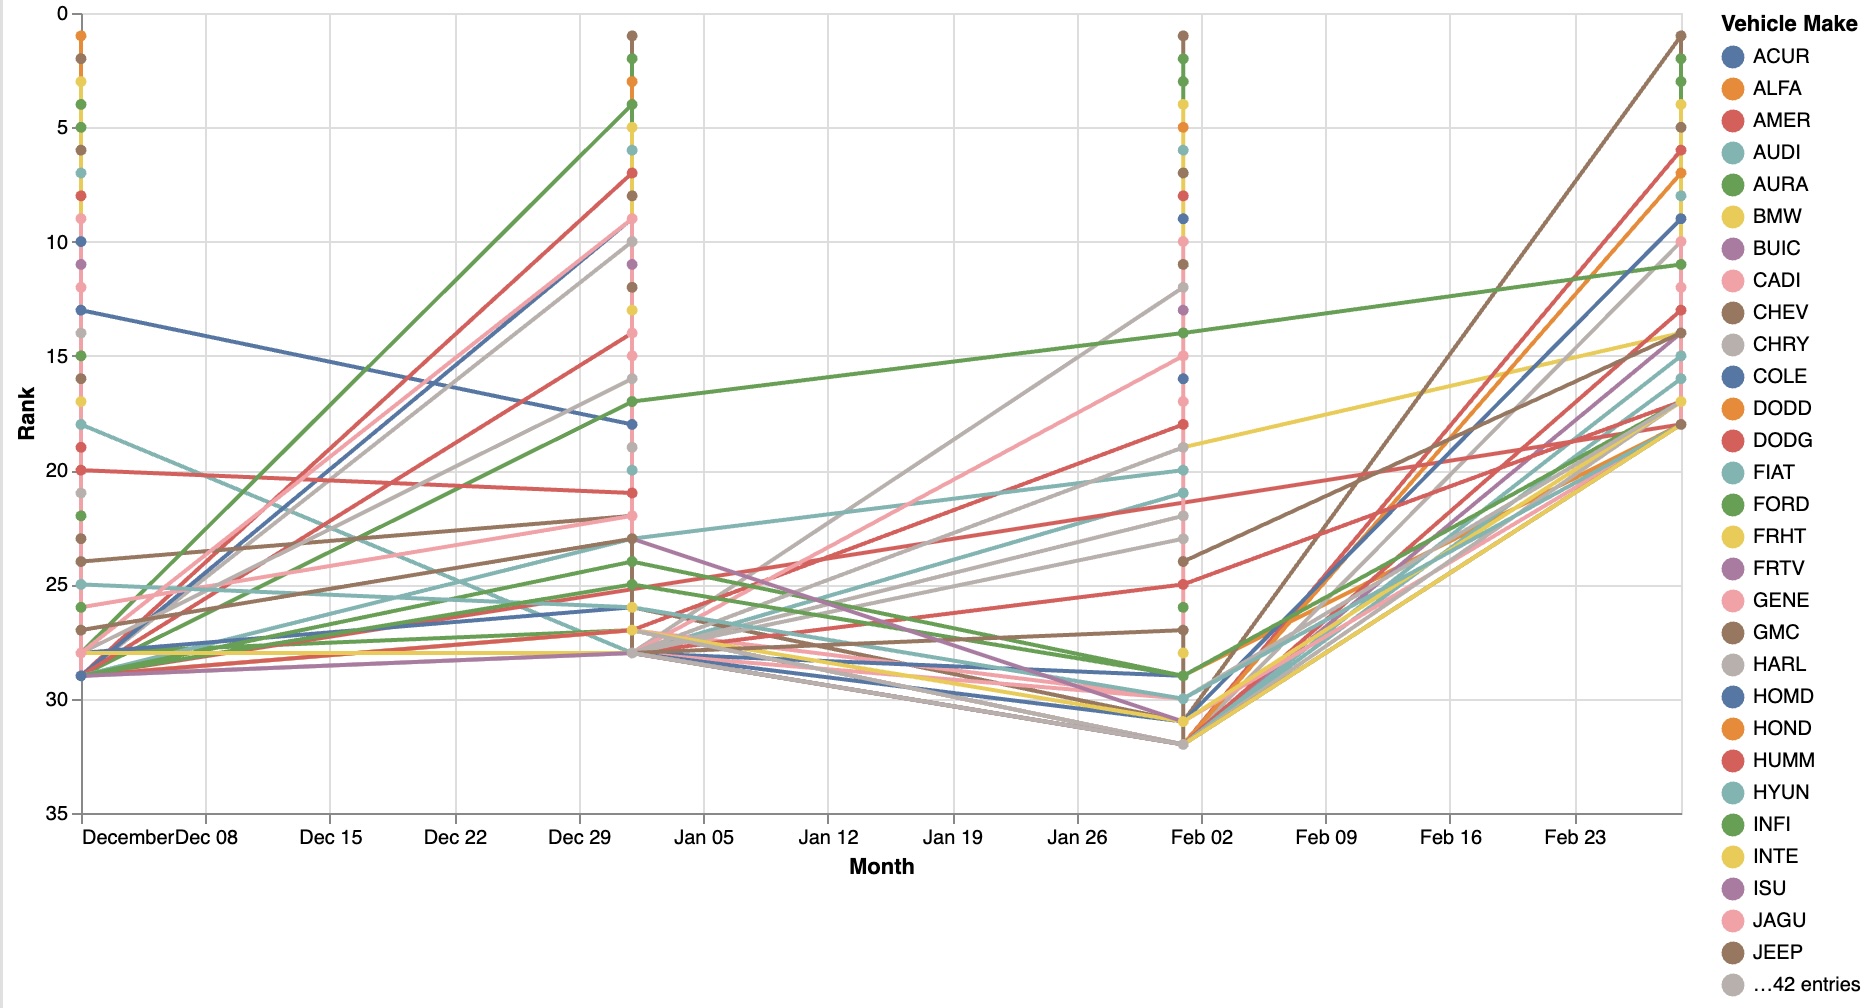 0
5
10
15
20
25
30
35
Rank
DecemberDec 08 Dec 15 Dec 22 Dec 29 Jan 05 Jan 12 Jan 19 Jan 26 Feb 02 Feb 09 Feb 16 Feb 23
Month
Vehicle Make
ACUR
ALFA
AMER
AUDI
AURA
BMW
BUIC
CADI
CHEV
CHRY
COLE
DODD
DODG
FIAT
FORD
FRHT
FRTV
GENE
GMC
HARL
HOMD
HOND
HUMM
HYUN
INFI
INTE
ISU
JAGU
JEEP
…42 entries